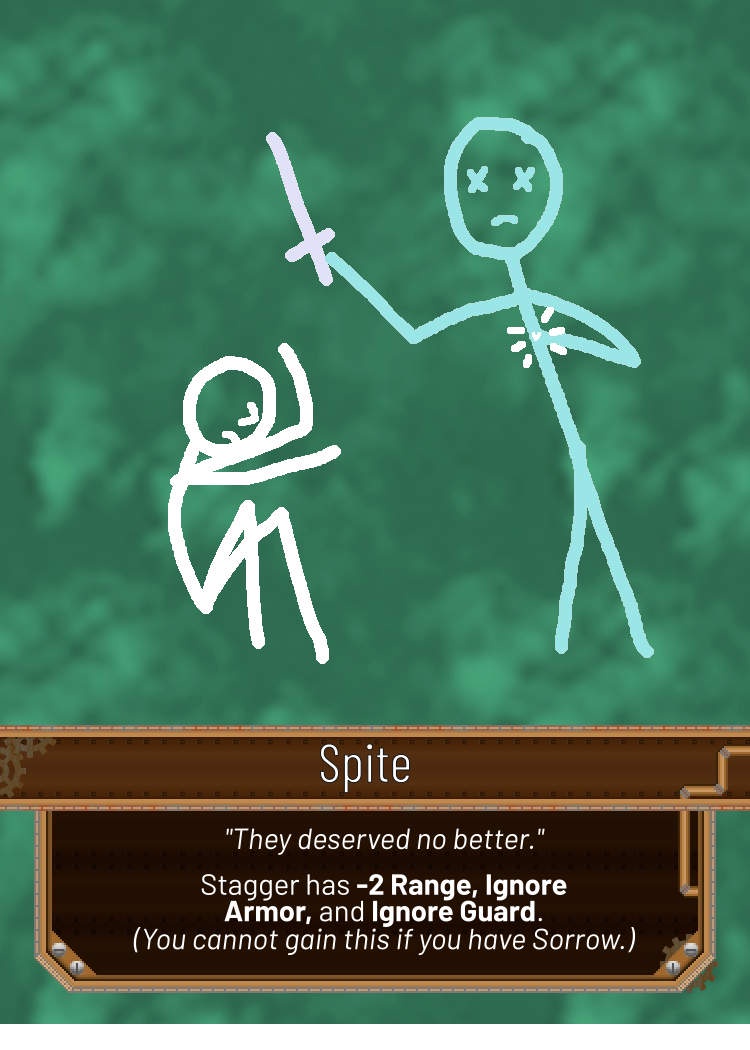 Spite
"They deserved no better."
Stagger has -2 Range, Ignore
Armor, and Ignore Guard.
(You cannot gain this if you have Sorrow.)